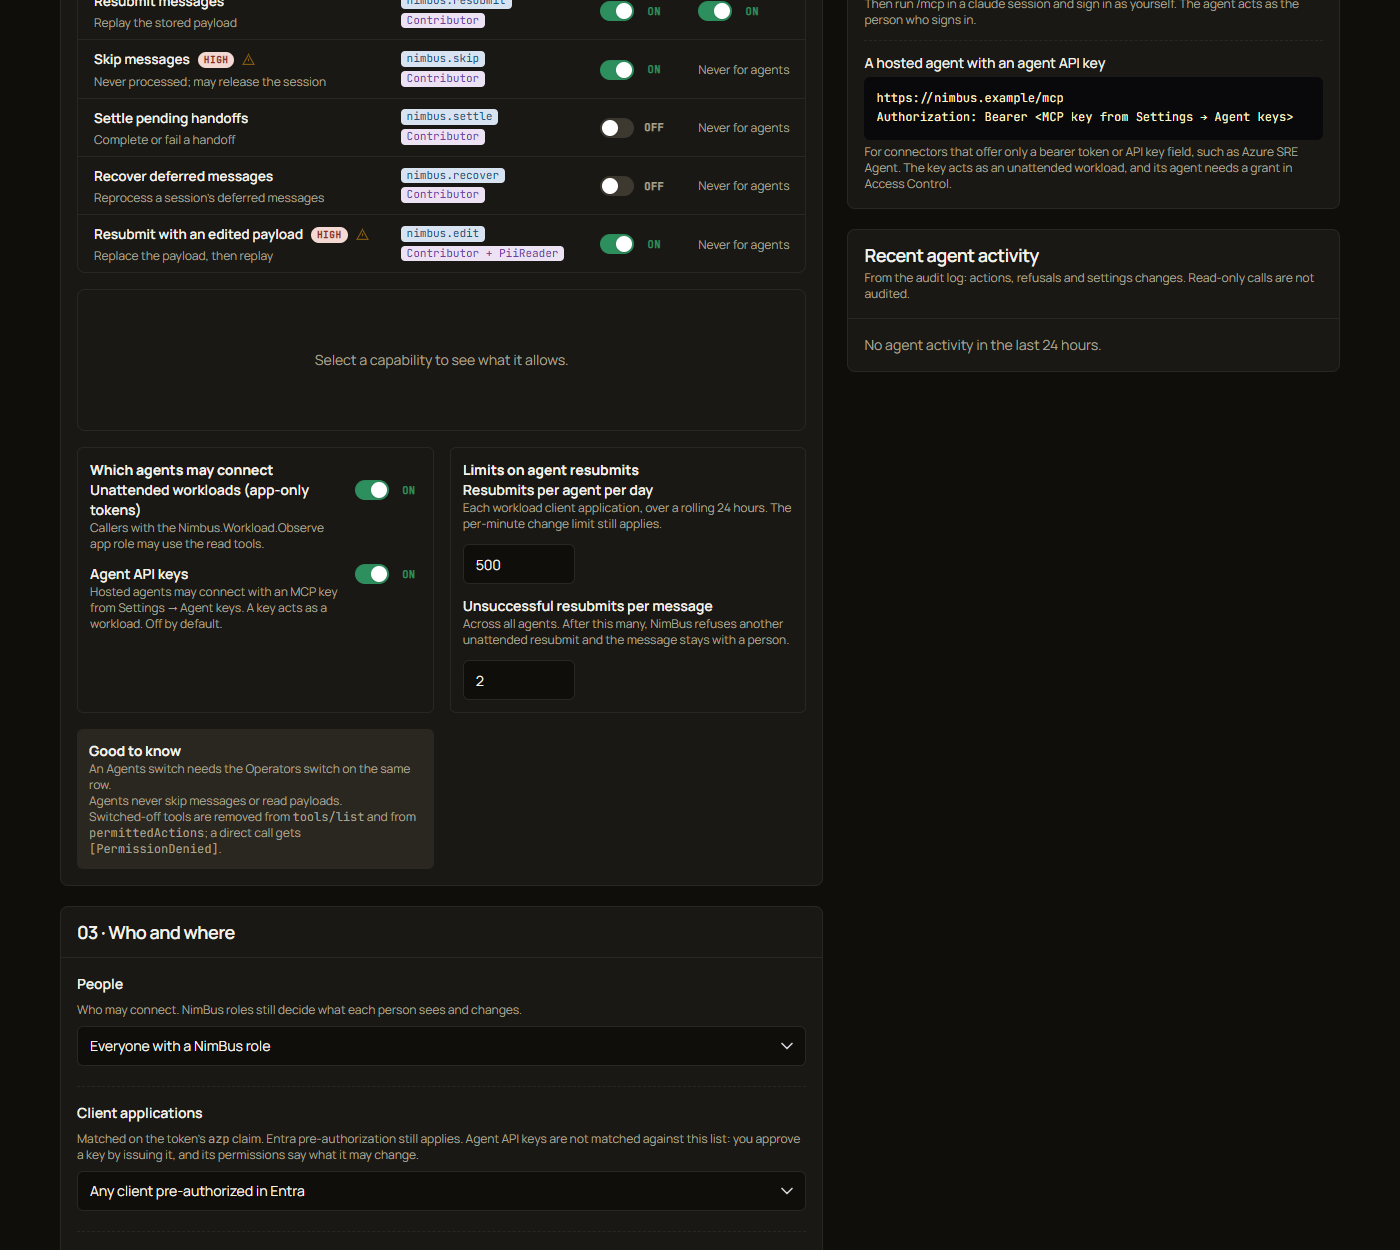 Resubmit messages
Replay the stored payload
nimbus.resubmit
Contributor
ON
ON
Skip messages
HIGH
Never processed; may release the session
nimbus.skip
Contributor
ON
Never for agents
Settle pending handoffs
Complete or fail a handoff
nimbus.settle
Contributor
OFF
Never for agents
Recover deferred messages
Reprocess a session's deferred messages
nimbus.recover
Contributor
OFF
Never for agents
Resubmit with an edited payload
HIGH
Replace the payload, then replay
nimbus.edit
Contributor + PiiReader
ON
Never for agents
Select a capability to see what it allows.
Which agents may connect
Unattended workloads (app-only
tokens)
Callers with the Nimbus.Workload.Observe
app role may use the read tools.
ON
Agent API keys
Hosted agents may connect with an MCP key
from Settings → Agent keys. A key acts as a
workload. Off by default.
ON
Limits on agent resubmits
Resubmits per agent per day
Each workload client application, over a rolling 24 hours. The
per-minute change limit still applies.
500
Unsuccessful resubmits per message
Across all agents. After this many, NimBus refuses another
unattended resubmit and the message stays with a person.
2
Good to know
An Agents switch needs the Operators switch on the same
row.
Agents never skip messages or read payloads.
Switched-off tools are removed from tools/list and from
permittedActions; a direct call gets
[PermissionDenied].
03 · Who and where
People
Who may connect. NimBus roles still decide what each person sees and changes.
Everyone with a NimBus role
Client applications
Matched on the token's azp claim. Entra pre-authorization still applies. Agent API keys are not matched against this list: you approve
a key by issuing it, and its permissions say what it may change.
Any client pre-authorized in Entra
Then run /mcp in a claude session and sign in as yourself. The agent acts as the
person who signs in.
A hosted agent with an agent API key
https://nimbus.example/mcp
Authorization: Bearer <MCP key from Settings → Agent keys>
For connectors that offer only a bearer token or API key field, such as Azure SRE
Agent. The key acts as an unattended workload, and its agent needs a grant in
Access Control.
Recent agent activity
From the audit log: actions, refusals and settings changes. Read-only calls are not
audited.
No agent activity in the last 24 hours.